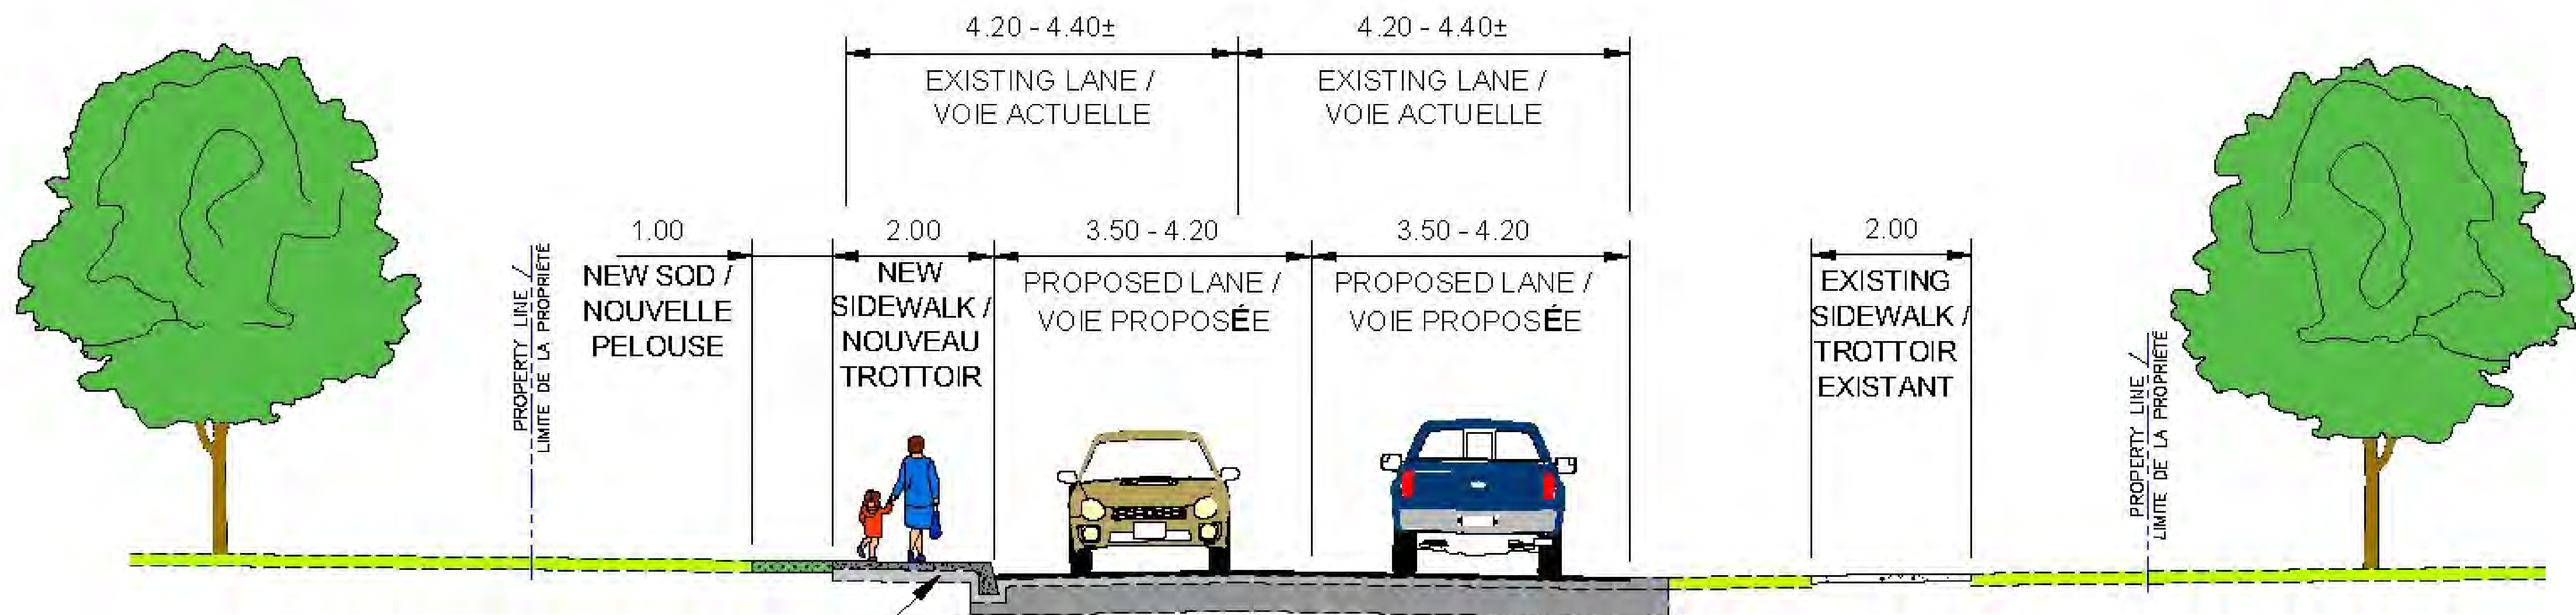 4.20 - 4.40±
EXISTING LANE /
VOIE ACTUELLE
4.20 - 4.40±
EXISTING LANE /
VOIE ACTUELLE
PROPERTY LINE /
LIMITE DE LA PROPRIÉTÉ
1.00
NEW SOD /
NOUVELLE
PELOUSE
2.00
NEW
SIDEWALK /
NOUVEAU
TROTTOIR
3.50 - 4.20
PROPOSED LANE /
VOIE PROPOSÉE
3.50 - 4.20
PROPOSED LANE /
VOIE PROPOSÉE
2.00
EXISTING
SIDEWALK /
TROTTOIR
EXISTANT
PROPERTY LINE /
LIMITE DE LA PROPRIÉTÉ